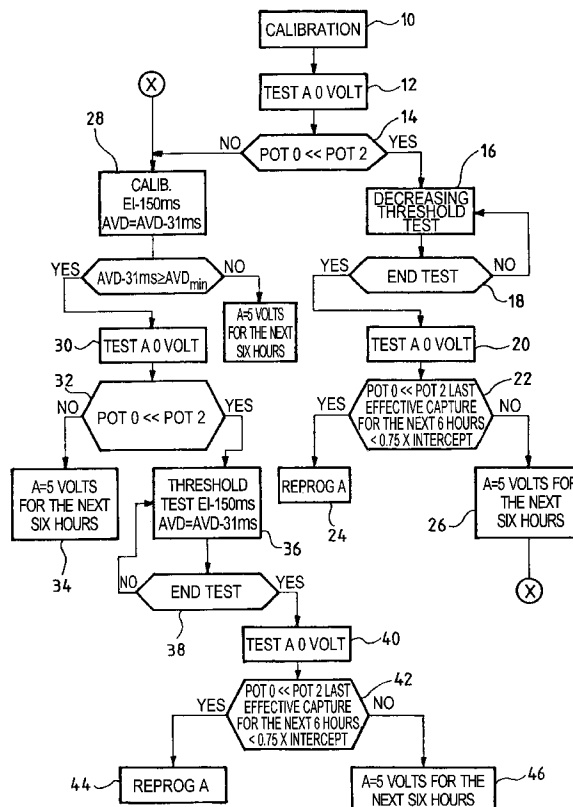 CALIBRATION
10
TEST A 0 VOLT
12
X
14
28
NO
POT 0 << POT 2
YES
16
CALIB.
EI-150ms
AVD=AVD-31ms
DECREASING
THRESHOLD
TEST
YES
AVD-31ms≥AVDmin
NO
YES
END TEST
NO
18
A=5 VOLTS
FOR THE NEXT
SIX HOURS
30
TEST A 0 VOLT
TEST A 0 VOLT
20
32
NO
POT 0 << POT 2
YES
22
YES
POT 0 << POT 2 LAST
EFFECTIVE CAPTURE
FOR THE NEXT 6 HOURS
< 0.75 X INTERCEPT
NO
A=5 VOLTS
FOR THE NEXT
SIX HOURS
34
THRESHOLD
TEST EI-150ms
AVD=AVD-31ms
36
REPROG A
24
A=5 VOLTS FOR
THE NEXT
SIX HOURS
26
X
NO
END TEST
YES
38
TEST A 0 VOLT
40
42
YES
POT 0 << POT 2 LAST
EFFECTIVE CAPTURE
FOR THE NEXT 6 HOURS
< 0.75 X INTERCEPT
NO
44
REPROG A
A=5 VOLTS FOR THE
NEXT SIX HOURS
46